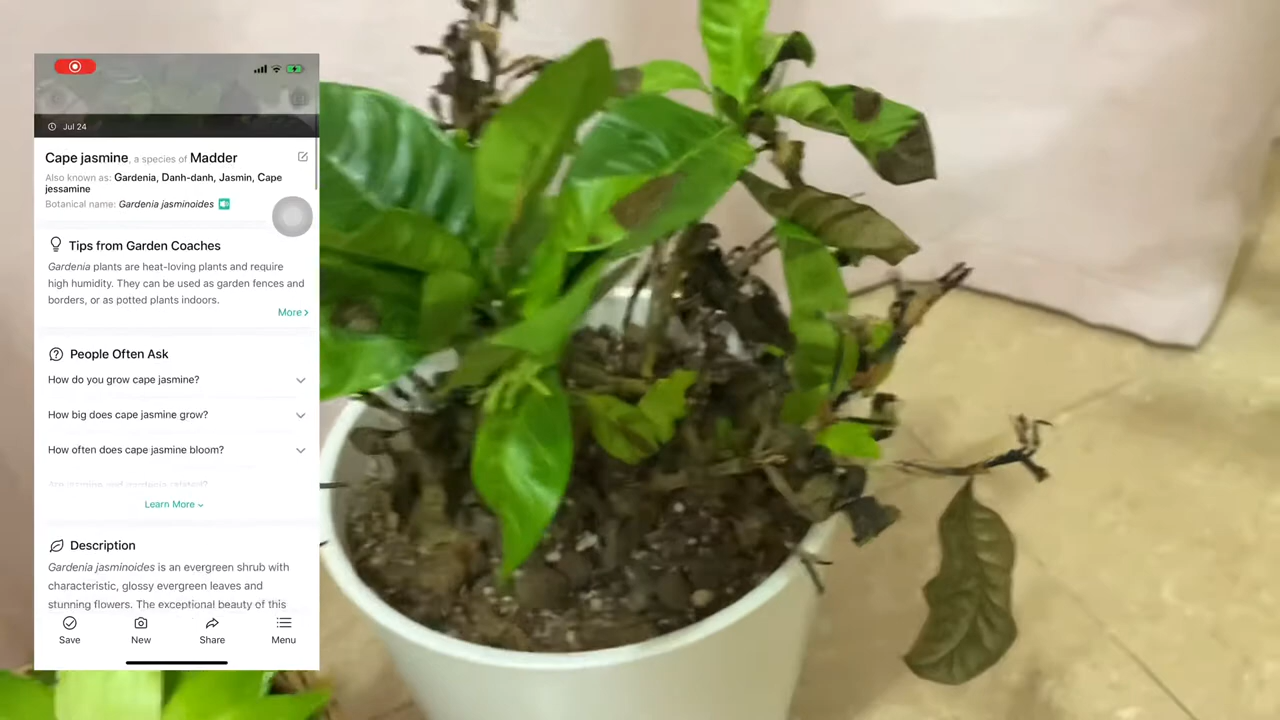 Jul 24
Cape jasmine, a species of Madder
Also known as: Gardenia, Danh-danh, Jasmin, Cape
jessamine
Botanical name: Gardenia jasminoides
Tips from Garden Coaches
Gardenia plants are heat-loving plants and require
high humidity. They can be used as garden fences and
borders, or as potted plants indoors.
More
People Often Ask
How do you grow cape jasmine?
How big does cape jasmine grow?
How often does cape jasmine bloom?
Are jasmine and gardenia related?
Learn More
Description
Gardenia jasminoides is an evergreen shrub with
characteristic, glossy evergreen leaves and
stunning flowers. The exceptional beauty of this
Save
New
Share
Menu